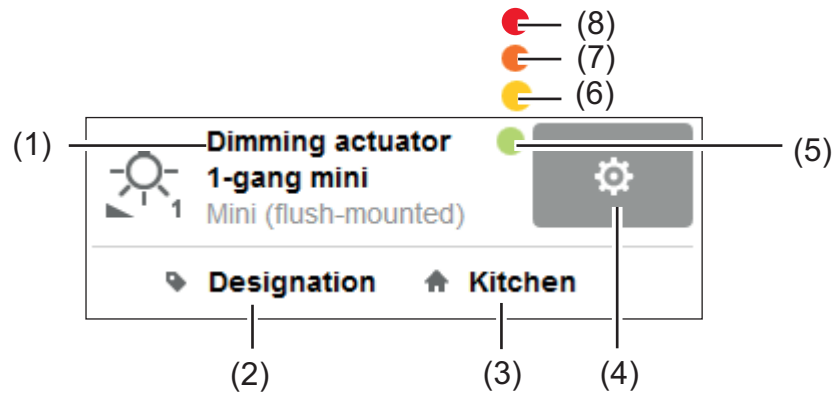 (8)
(7)
(6)
(1) Dimming actuator (5)
1-gang mini
1 Mini (flush-mounted)
Designation Kitchen
(2) (3) (4)